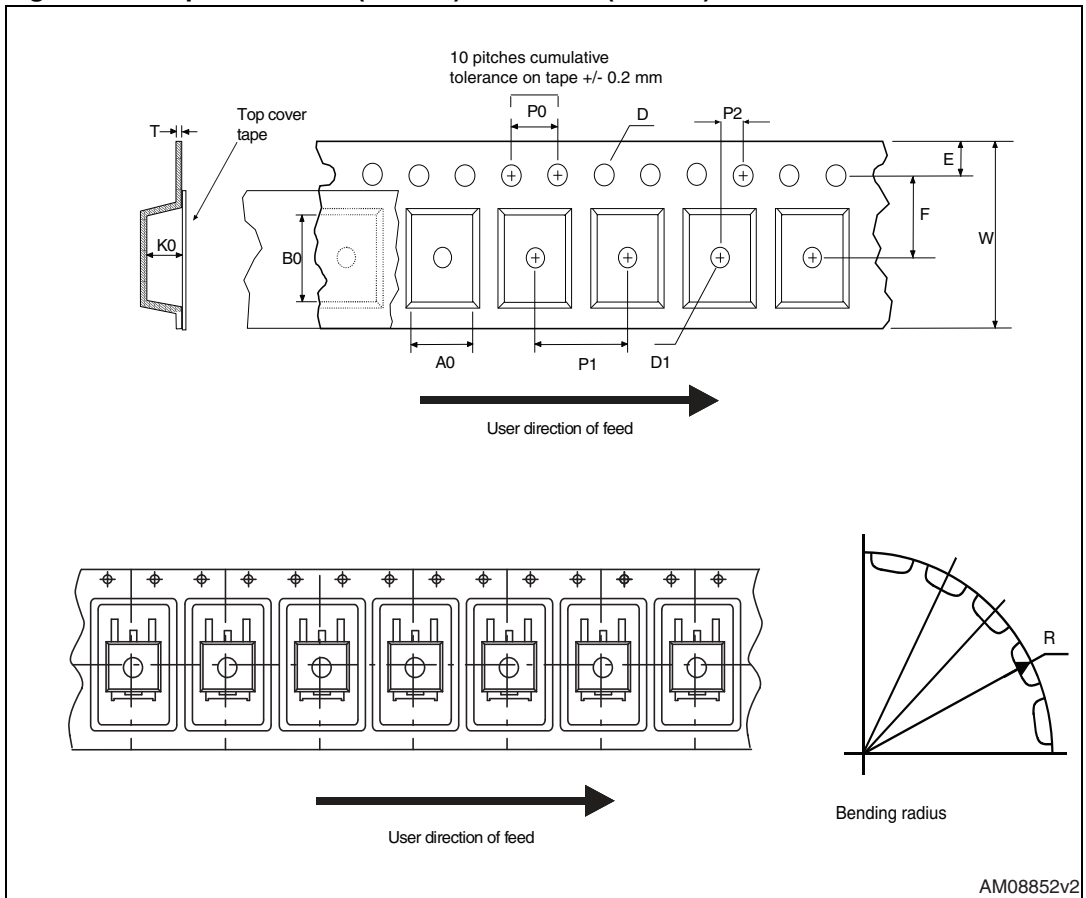 10 pitches cumulative
tolerance on tape +/- 0.2 mm
Top cover
tape
T
P0
D
P2
E
F
W
K0
B0
A0
P1
D1
User direction of feed
R
Bending radius
User direction of feed
AM08852v2